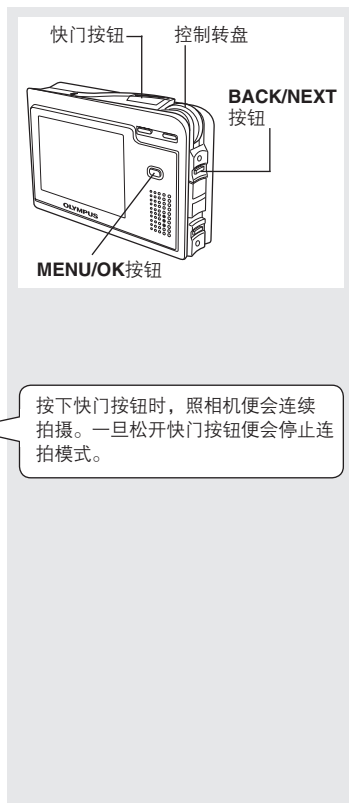 快门按钮
控制转盘
BACK/NEXT
按钮
OLYMPUS
MENU/OK按钮
按下快门按钮时，照相机便会连续
拍摄。一旦松开快门按钮便会停止连
拍模式。